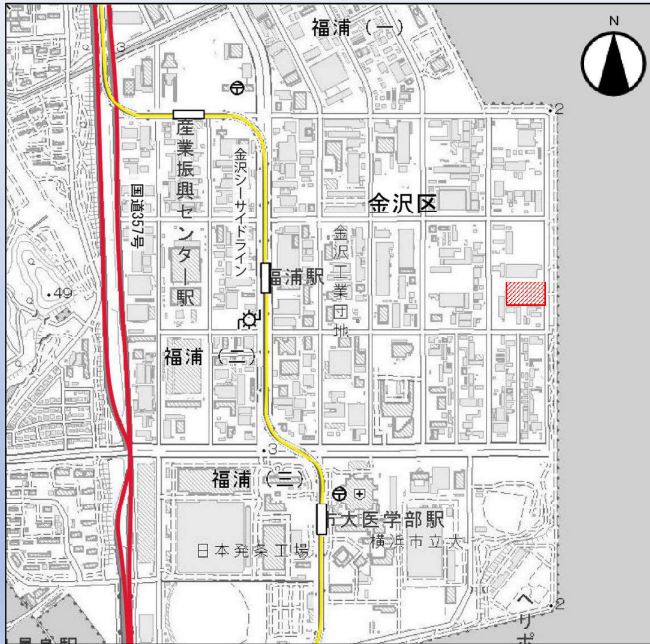 福浦(一)
N
3
2
産業振興センター駅
金沢シーサイドライン
国道357号
金沢区
金沢工業団地
福浦駅
・49
福浦(二)
3
福浦(三)
市大医学部駅
日本発条工場
横浜市立大
2
ヘリポ